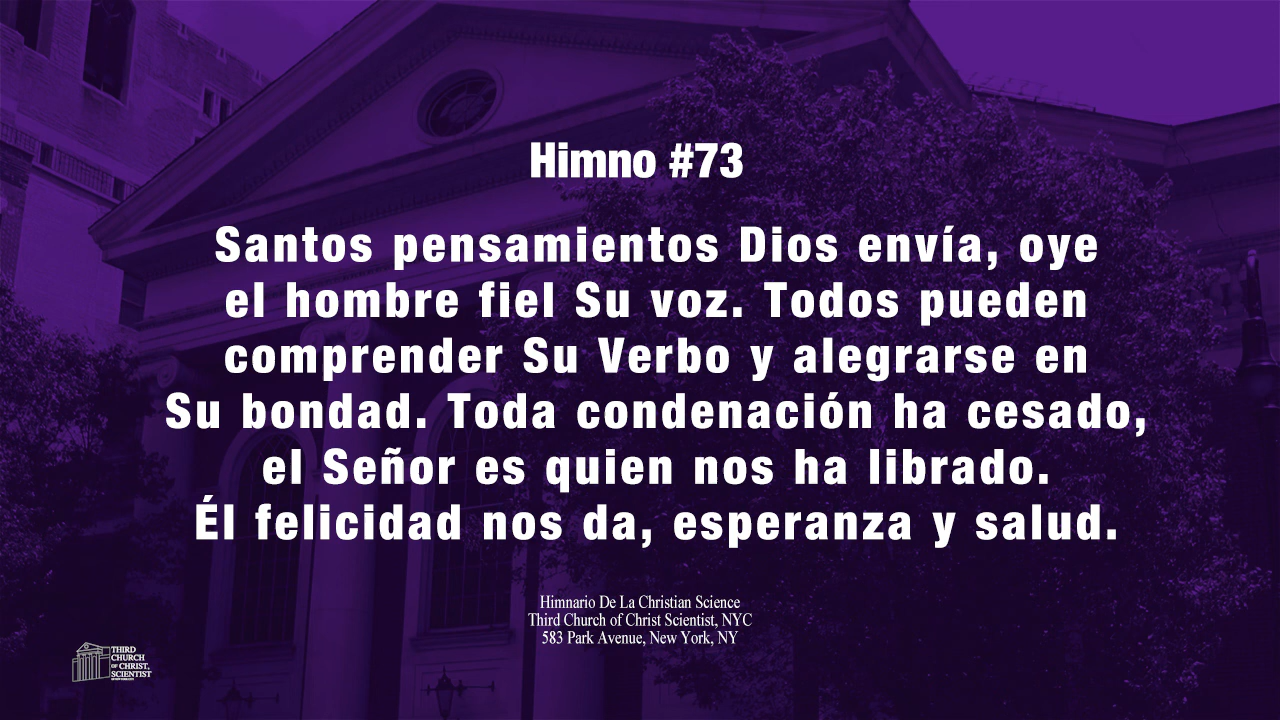 Himno #73
Santos pensamientos Dios envía, oye
el hombre fiel Su voz. Todos pueden
comprender Su Verbo y alegrarse en
Su bondad. Toda condenación ha cesado,
el Señor es quien nos ha librado.
Él felicidad nos da, esperanza y salud.
Himnario De La Christian Science
Third Church of Christ Scientist, NYC
583 Park Avenue, New York, NY
THIRD
CHURCH
OF CHRIST,
SCIENTIST